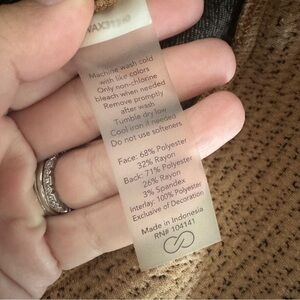 Machine wash cold
with like colors
Only non-chlorine
bleach when needed
Remove promptly
after wash
Tumble dry low
Cool iron if needed
Do not use softeners
Face: 68% Polyester
32% Rayon
Back: 71% Polyester
26% Rayon
3% Spandex
Interlay: 100% Polyester
Exclusive of Decoration
Made in Indonesia
RN# 104141